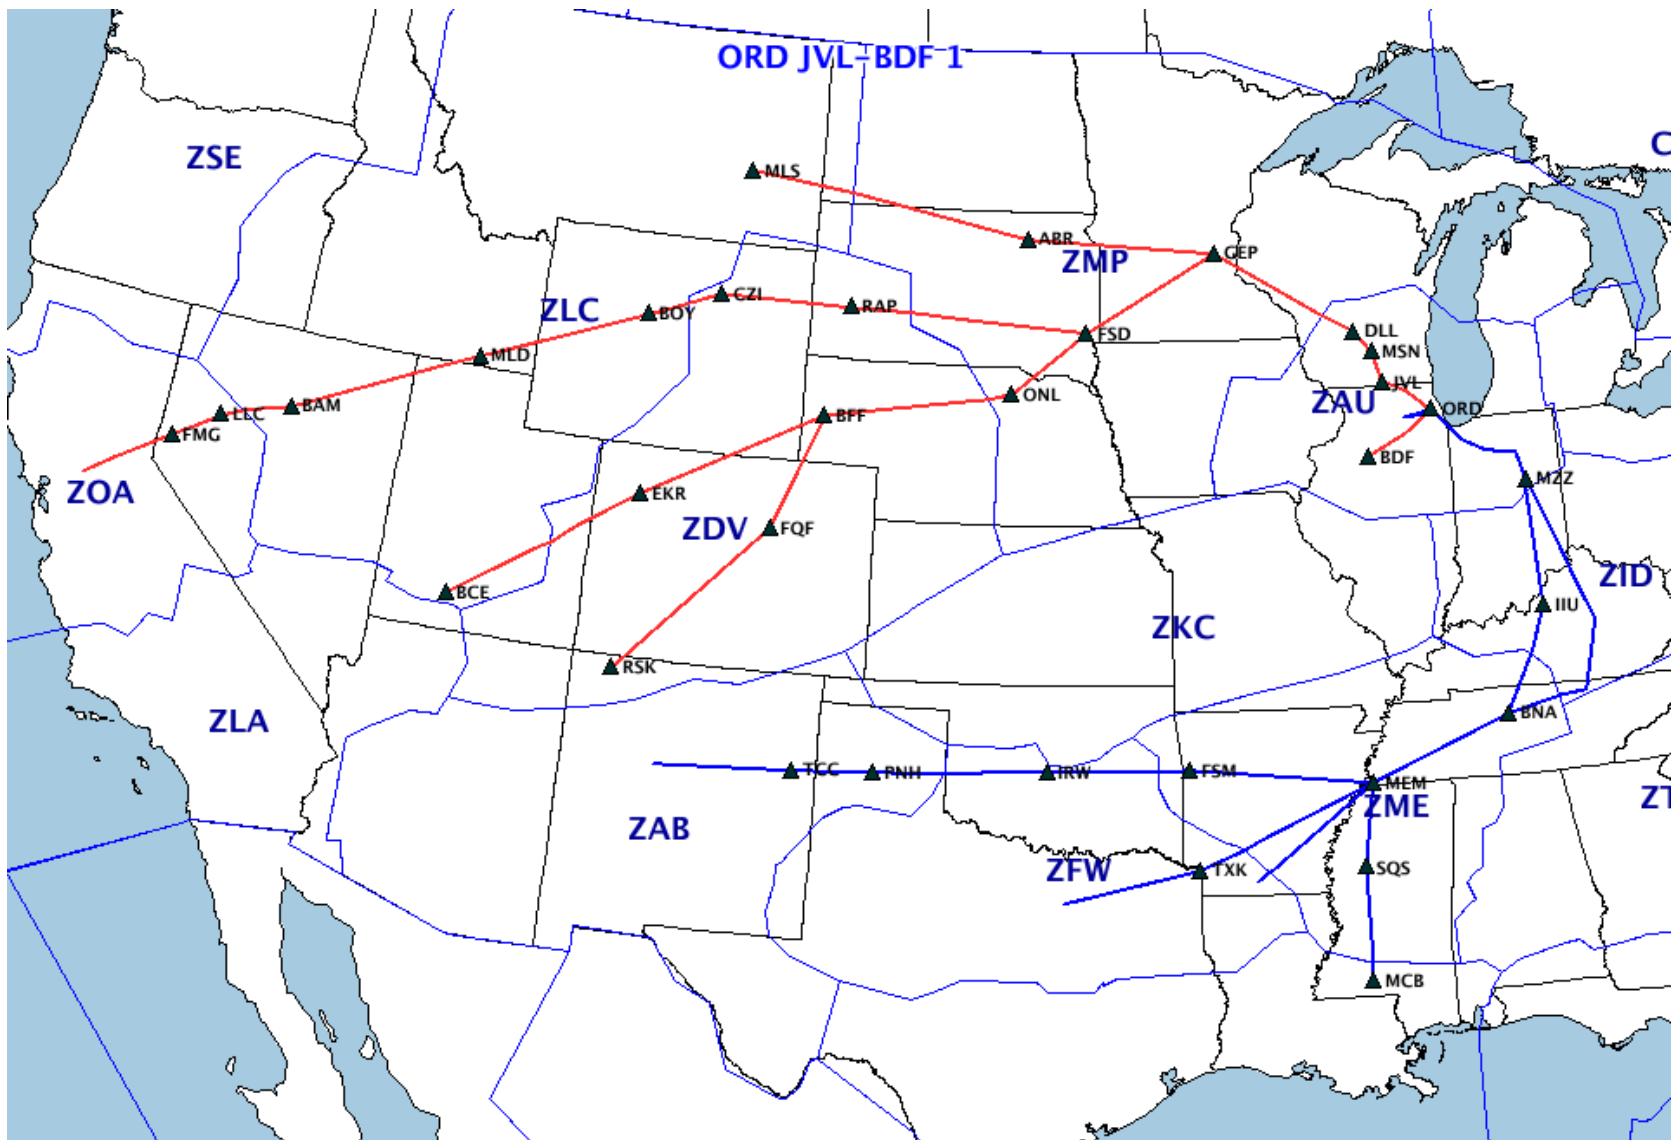 ORD JVL-BDF 1
C
ZSE
MLS
ABR
GEP
ZMP
CZI
RAP
ZLC
BOY
FSD
DLL
MSN
MLD
JVL
ONL
ZAU
ORD
BAM
LLC
BFF
FMG
BDF
MZZ
ZOA
EKR
ZDV
FQF
ZID
BCE
IIU
ZKC
RSK
ZLA
BNA
TCC
PNH
IRW
FSM
MEM
ZME
ZT
ZAB
ZFW
TXK
SQS
MCB